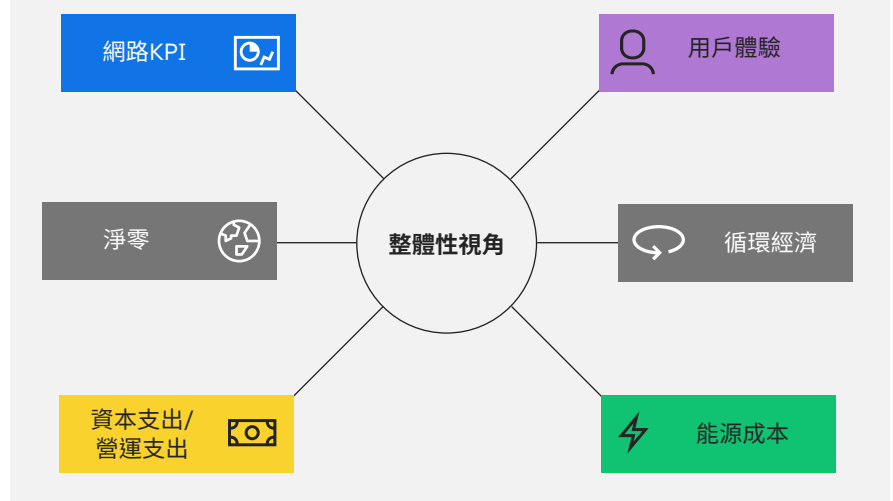 網路KPI
用戶體驗
淨零
整體性視角
循環經濟
資本支出/
營運支出
能源成本